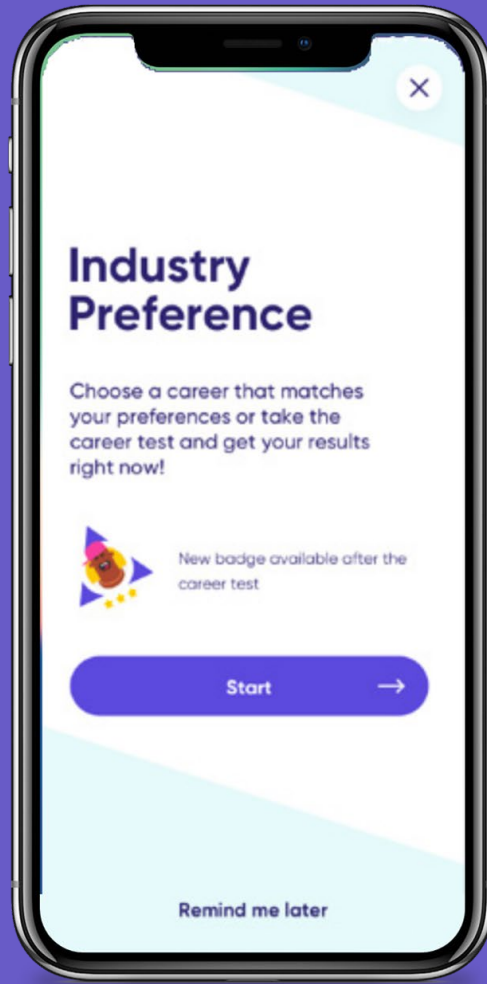 Industry
Preference
Choose a career that matches
your preferences or take the
career test and get your results
right now!
New badge available after the
career test
Start
Remind me later